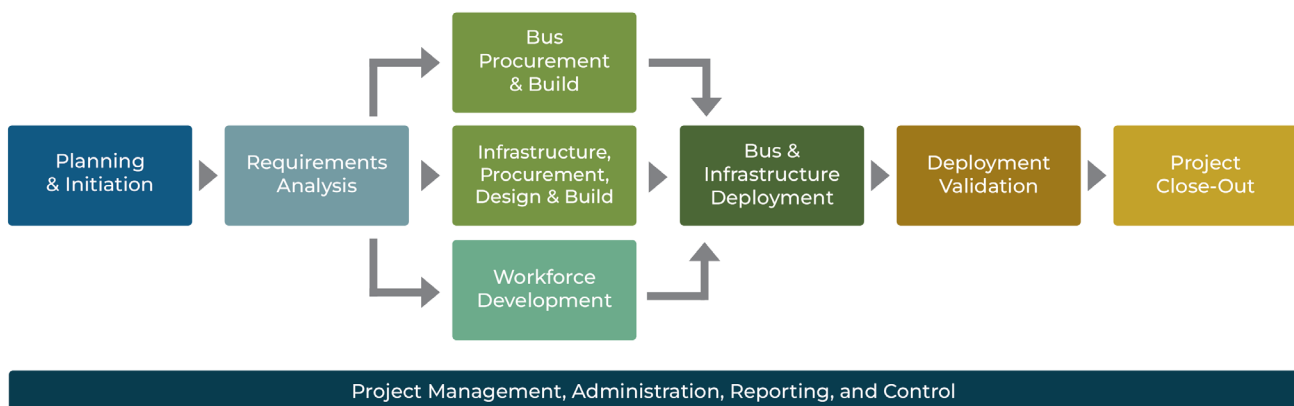 Planning
& Initiation
Requirements
Analysis
Bus
Procurement
& Build
Infrastructure,
Procurement,
Design & Build
Workforce
Development
Bus &
Infrastructure
Deployment
Deployment
Validation
Project
Close-Out
Project Management, Administration, Reporting, and Control